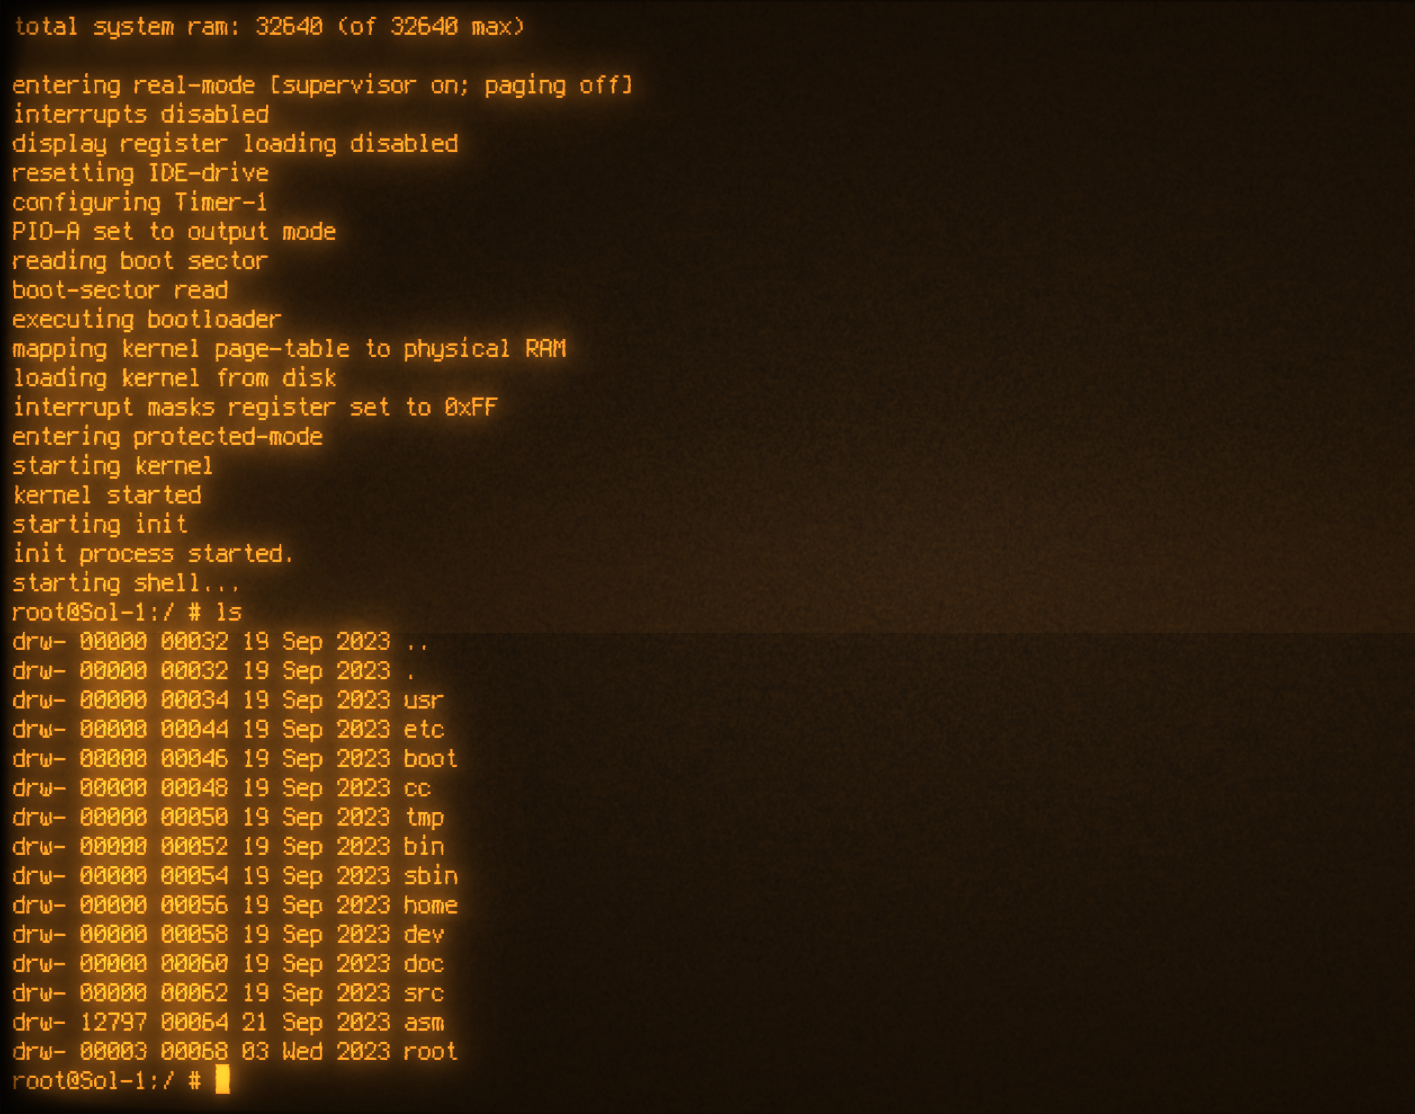 total system ram: 32640 (of 32640 max)
entering real-mode [supervisor on; paging off]
interrupts disabled
display register loading disabled
resetting IDE-drive
configuring Timer-1
PIO-A set to output mode
reading boot sector
boot-sector read
executing bootloader
mapping kernel page-table to physical RAM
loading kernel from disk
interrupt masks register set to 0xFF
entering protected-mode
starting kernel
kernel started
starting init
init process started.
starting shell...
root@Sol-1:/ # ls
drw- 00000 00032 19 Sep 2023 ..
drw- 00000 00032 19 Sep 2023 .
drw- 00000 00034 19 Sep 2023 usr
drw- 00000 00044 19 Sep 2023 etc
drw- 00000 00046 19 Sep 2023 boot
drw- 00000 00048 19 Sep 2023 cc
drw- 00000 00050 19 Sep 2023 tmp
drw- 00000 00052 19 Sep 2023 bin
drw- 00000 00054 19 Sep 2023 sbin
drw- 00000 00056 19 Sep 2023 home
drw- 00000 00058 19 Sep 2023 dev
drw- 00000 00060 19 Sep 2023 doc
drw- 00000 00062 19 Sep 2023 src
drw- 12797 00064 21 Sep 2023 asm
drw- 00003 00068 03 Wed 2023 root
root@Sol-1:/ #